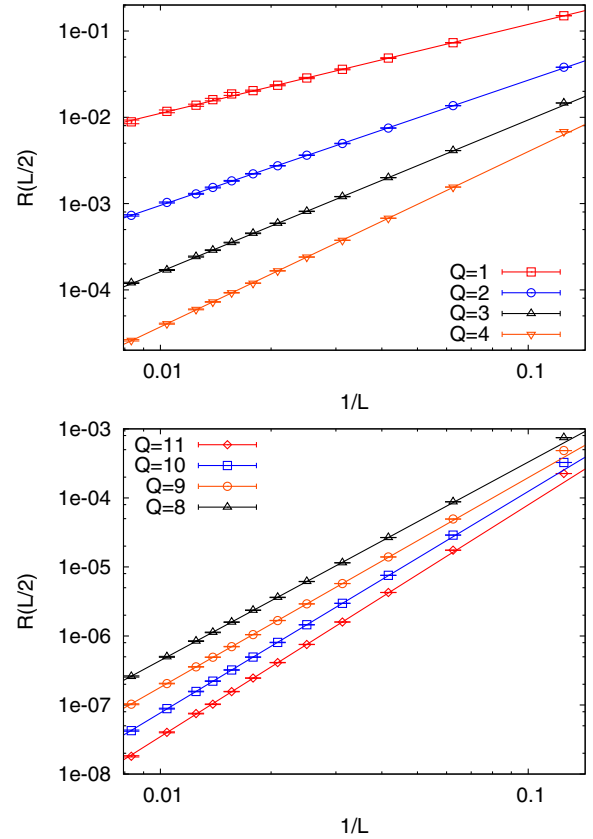 1e-01
1e-02
1e-03
1e-04
R(L/2)
Q=1
Q=2
Q=3
Q=4
0.01 0.1
1/L
1e-03
1e-04
1e-05
1e-06
1e-07
1e-08
R(L/2)
Q=11
Q=10
Q=9
Q=8
0.01 0.1
1/L